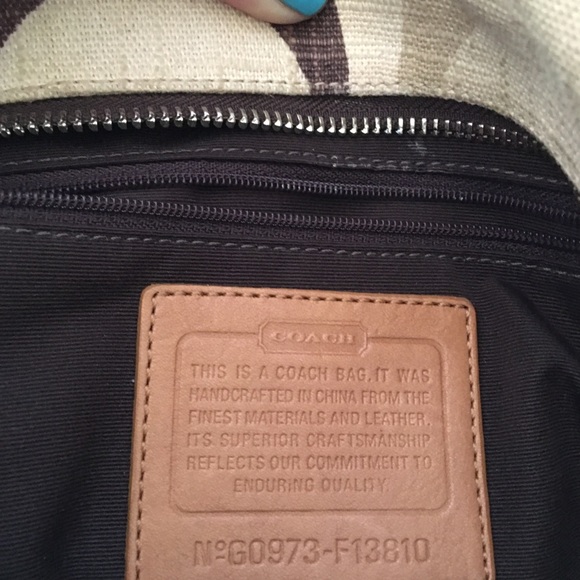 COACH
THIS IS A COACH BAG. IT WAS
HANDCRAFTED IN CHINA FROM THE
FINEST MATERIALS AND LEATHER.
ITS SUPERIOR CRAFTSMANSHIP
REFLECTS OUR COMMITMENT TO
ENDURING QUALITY.
NºG0973-F13810